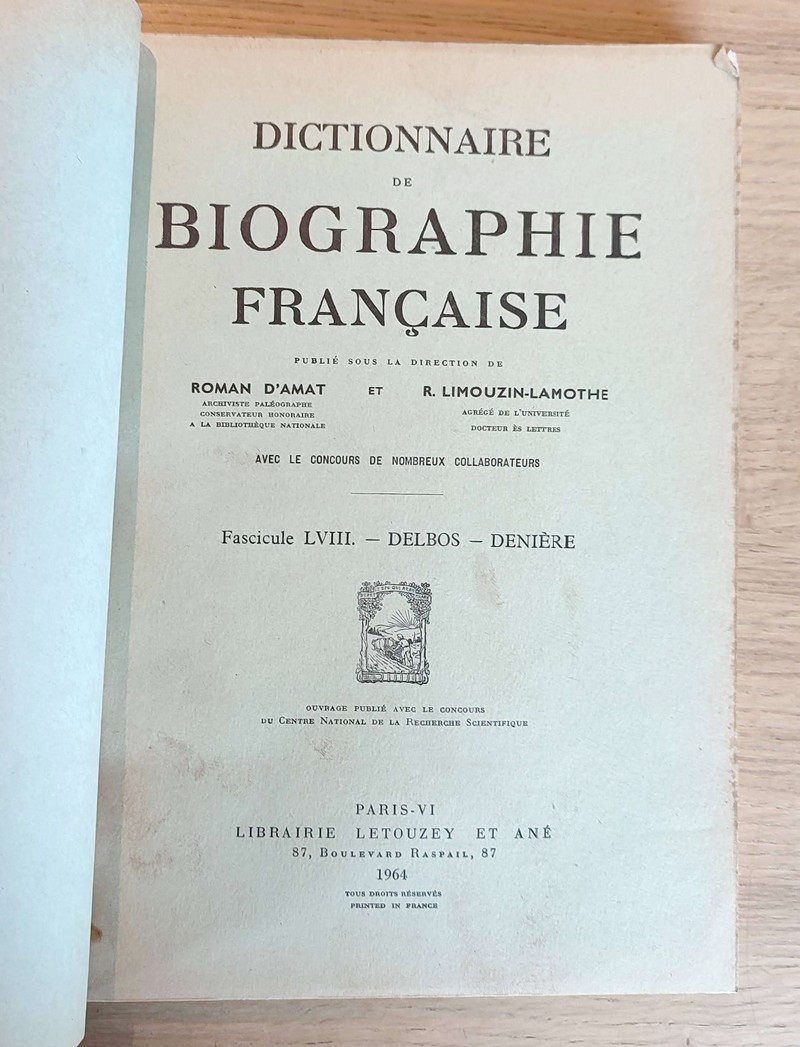 DICTIONNAIRE
DE
BIOGRAPHIE
FRANÇAISE
PUBLIÉ SOUS LA DIRECTION DE
ROMAN D'AMAT ET R. LIMOUZIN-LAMOTHE
ARCHIVISTE PALÉOGRAPHE
CONSERVATEUR HONORAIRE
A LA BIBLIOTHÈQUE NATIONALE
AGRÉGÉ DE L'UNIVERSITÉ
DOCTEUR ÈS LETTRES
AVEC LE CONCOURS DE NOMBREUX COLLABORATEURS
Fascicule LVIII. — DELBOS — DENIÈRE
OUVRAGE PUBLIÉ AVEC LE CONCOURS
DU CENTRE NATIONAL DE LA RECHERCHE SCIENTIFIQUE
PARIS-VI
LIBRAIRIE LETOUZEY ET ANÉ
87, BOULEVARD RASPAIL, 87
1964
TOUS DROITS RÉSERVÉS
PRINTED IN FRANCE